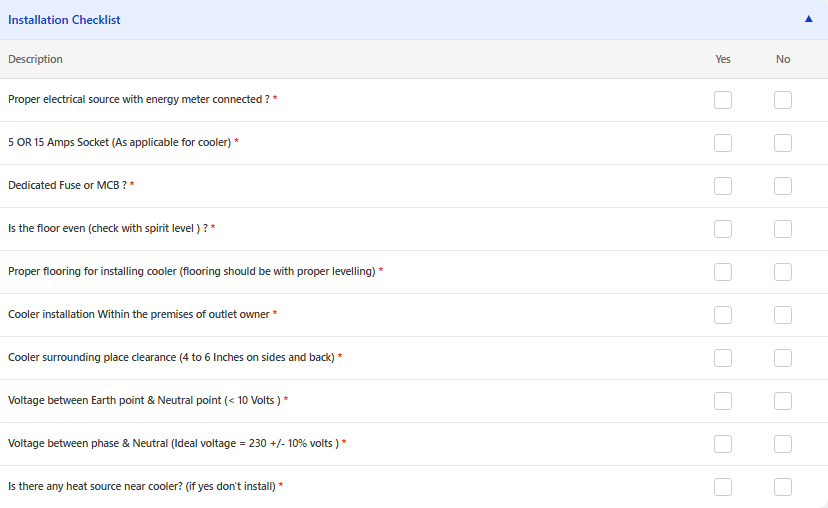 Installation Checklist
Description Yes No
Proper electrical source with energy meter connected ? *
5 OR 15 Amps Socket (As applicable for cooler) *
Dedicated Fuse or MCB ? *
Is the floor even (check with spirit level ) ? *
Proper flooring for installing cooler (flooring should be with proper levelling) *
Cooler installation Within the premises of outlet owner *
Cooler surrounding place clearance (4 to 6 Inches on sides and back) *
Voltage between Earth point & Neutral point (< 10 Volts ) *
Voltage between phase & Neutral (Ideal voltage = 230 +/- 10% volts ) *
Is there any heat source near cooler? (if yes don't install) *